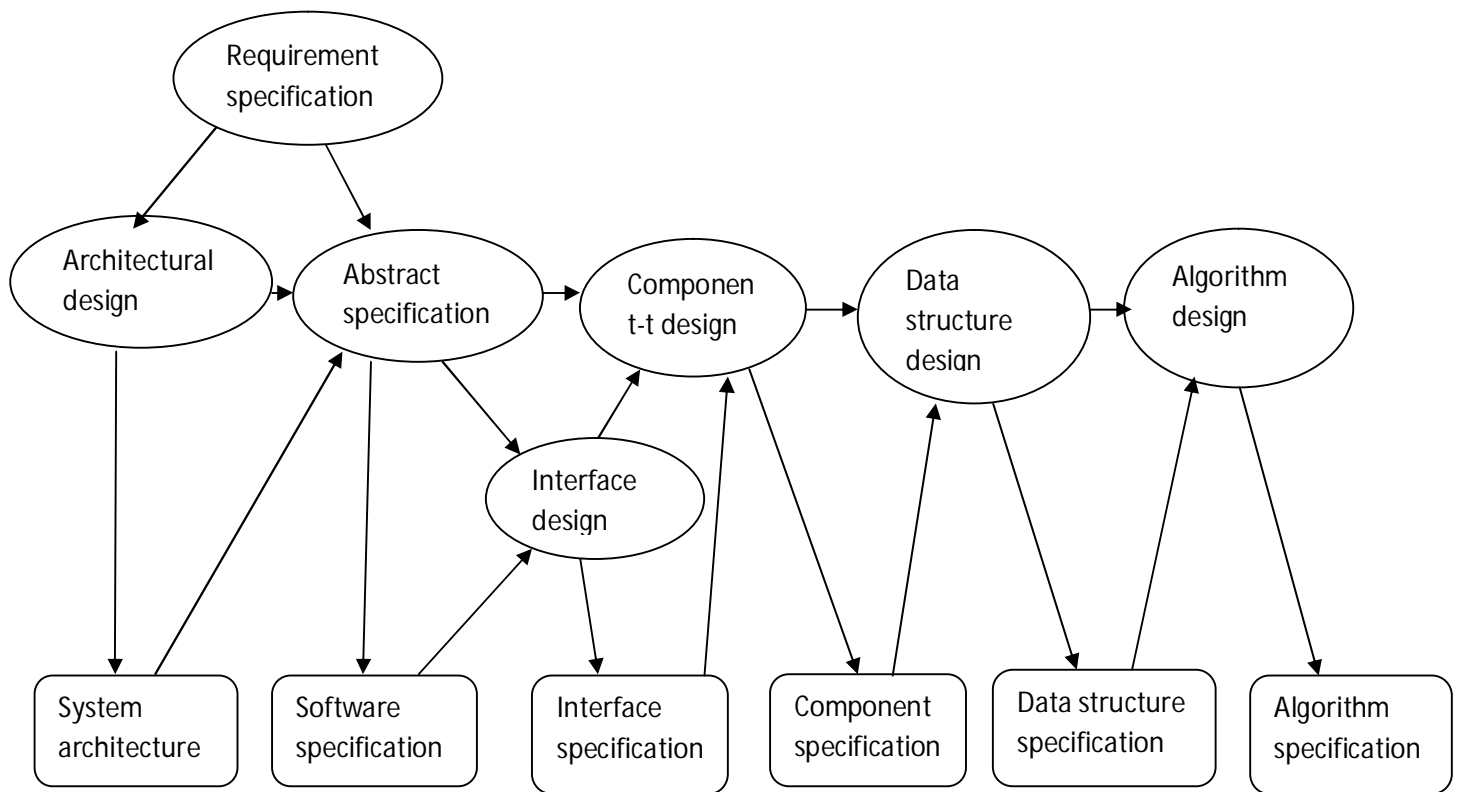 Requirement
specification
Architectural
design
Abstract
specification
Componen
t-t design
Data
structure
design
Algorithm
design
Interface
design
System
architecture
Software
specification
Interface
specification
Component
specification
Data structure
specification
Algorithm
specification